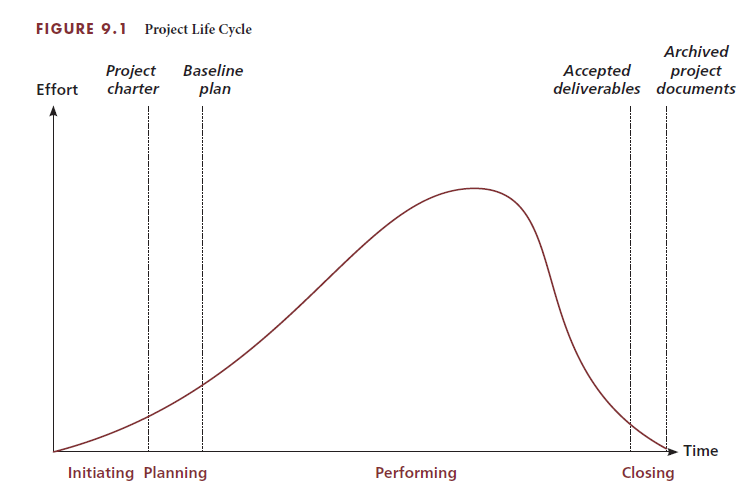 FIGURE 9.1 Project Life Cycle
Archived
Project Baseline Accepted project
Effort charter plan deliverables documents
Time
Initiating Planning Performing Closing